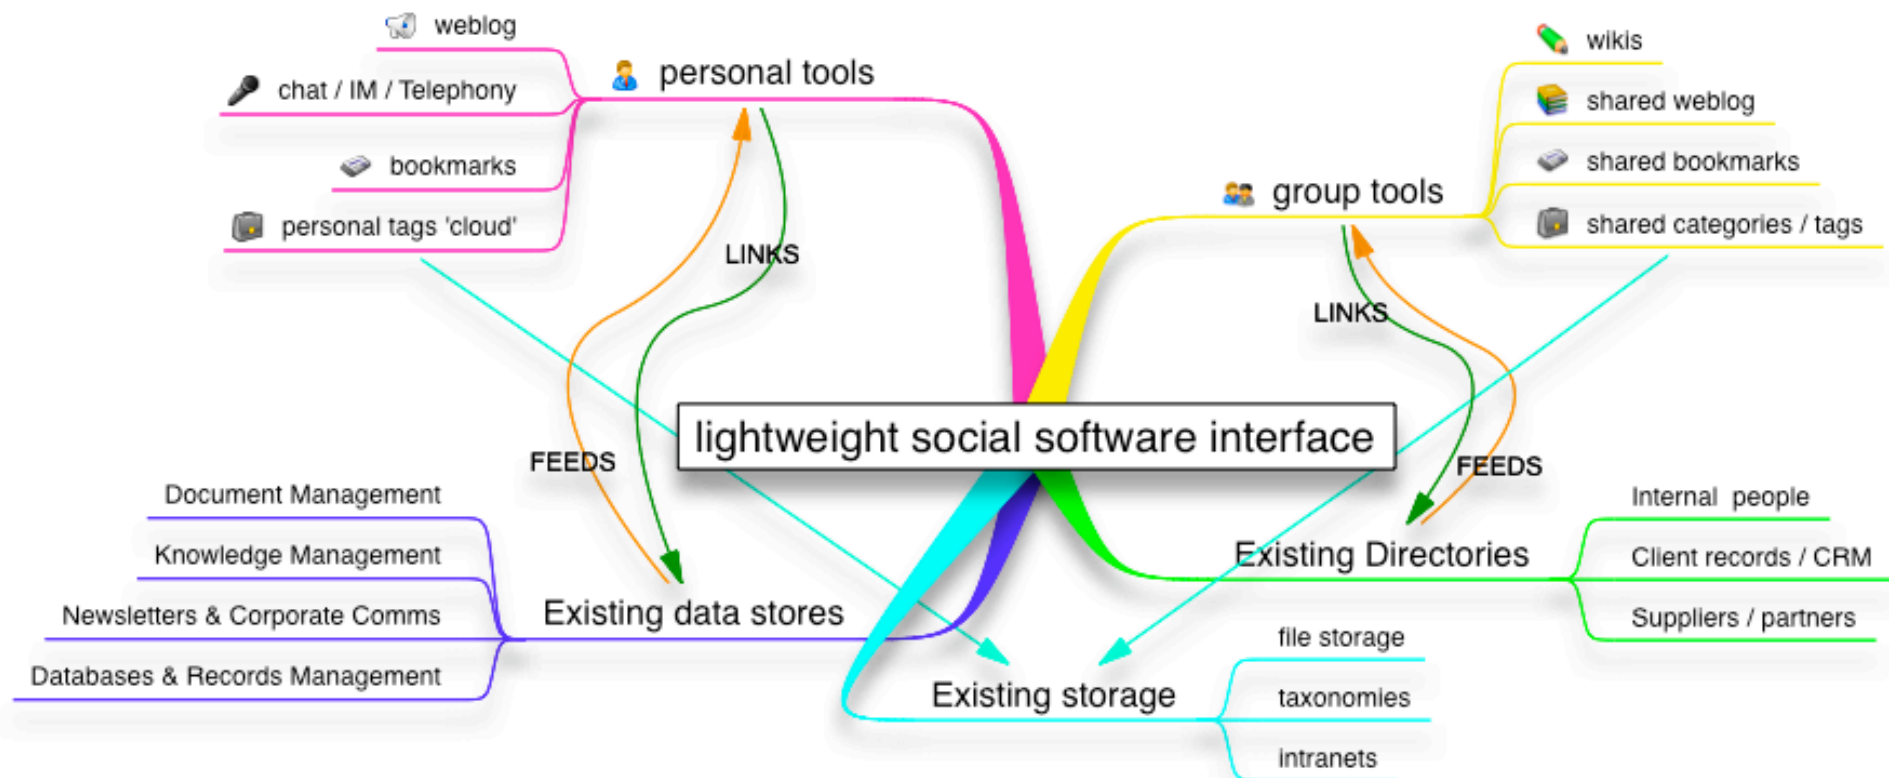 weblog
chat / IM / Telephony
bookmarks
personal tags 'cloud'
personal tools
LINKS
FEEDS
wikis
shared weblog
shared bookmarks
shared categories / tags
group tools
LINKS
FEEDS
lightweight social software interface
Document Management
Knowledge Management
Newsletters & Corporate Comms
Databases & Records Management
Existing data stores
Existing Directories
Internal people
Client records / CRM
Suppliers / partners
Existing storage
file storage
taxonomies
intranets